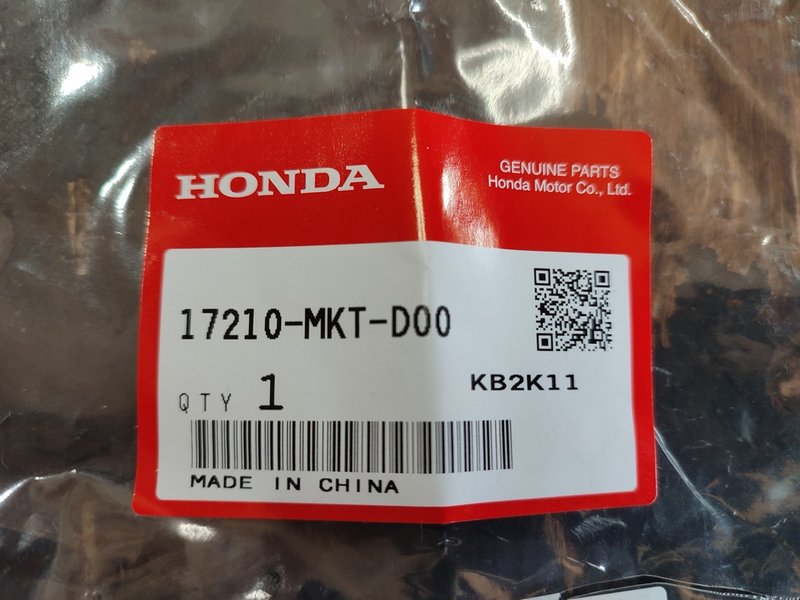 HONDA
GENUINE PARTS
Honda Motor Co., Ltd.
17210-MKT-D00
KB2K11
QTY 1
MADE IN CHINA